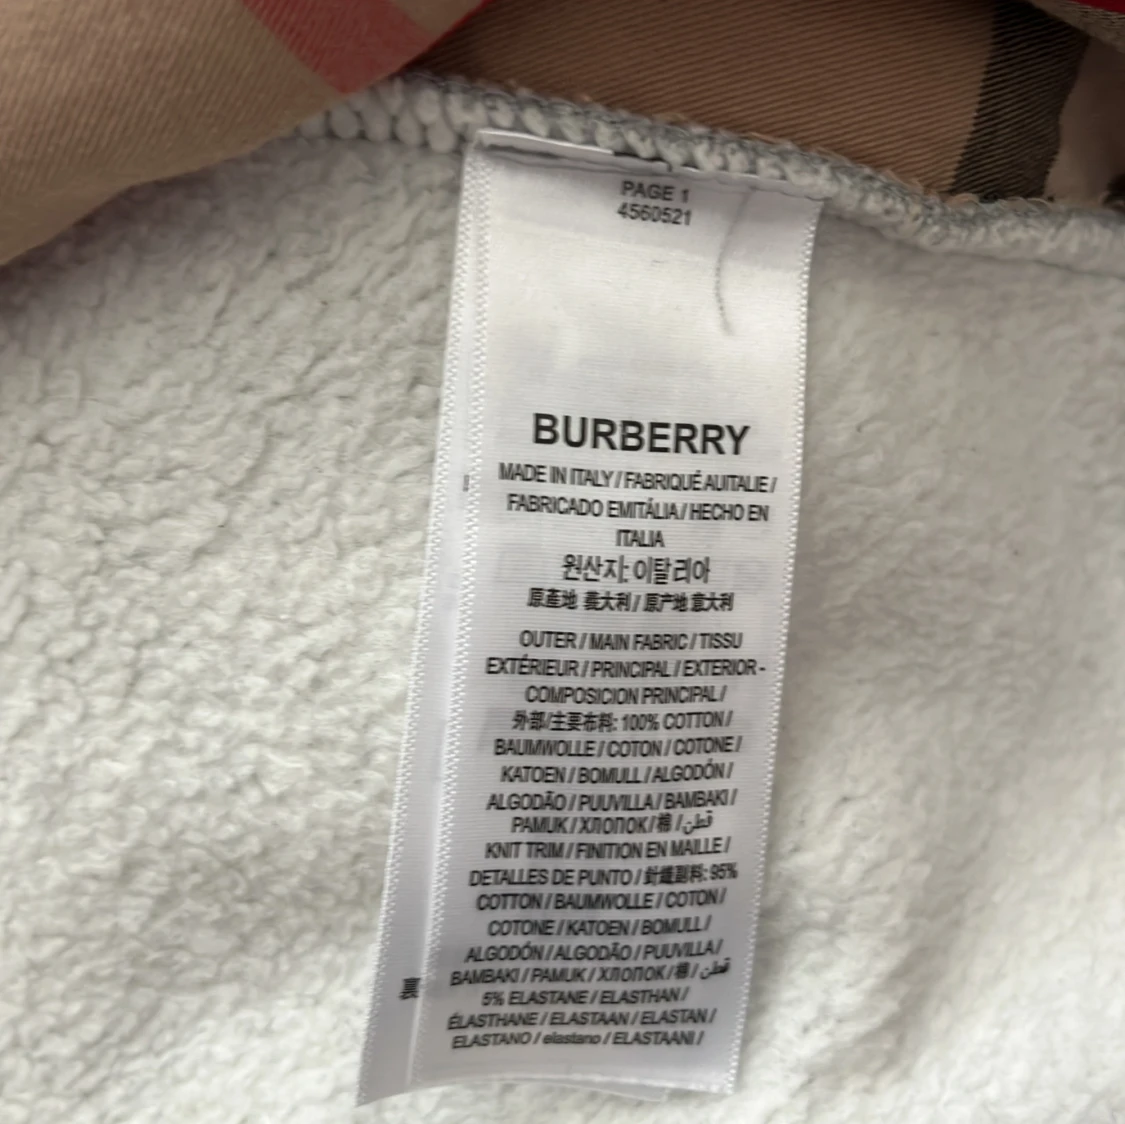 PAGE 1
4560521
BURBERRY
MADE IN ITALY / FABRIQUÉ AUITALIE /
FABRICADO EMITÁLIA / HECHO EN
ITALIA
원산지: 이탈리아
原產地 義大利 / 原产地 意大利
OUTER / MAIN FABRIC / TISSU
EXTÉRIEUR / PRINCIPAL / EXTERIOR -
COMPOSICION PRINCIPAL /
外部/主要布料: 100% COTTON /
BAUMWOLLE / COTON / COTONE /
KATOEN / BOMULL / ALGODÓN /
ALGODÃO / PUUVILLA / BAMBAKI /
PAMUK / ХЛОПОК / 棉 / قطن
KNIT TRIM / FINITION EN MAILLE /
DETALLES DE PUNTO / 針織副料: 95%
COTTON / BAUMWOLLE / COTON /
COTONE / KATOEN / BOMULL /
ALGODÓN / ALGODÃO / PUUVILLA /
BAMBAKI / PAMUK / ХЛОПОК / 棉 / قطن
5% ELASTANE / ELASTHAN /
ÉLASTHANE / ELASTAAN / ELASTAN /
ELASTANO / elastano / ELASTAANI /
裏